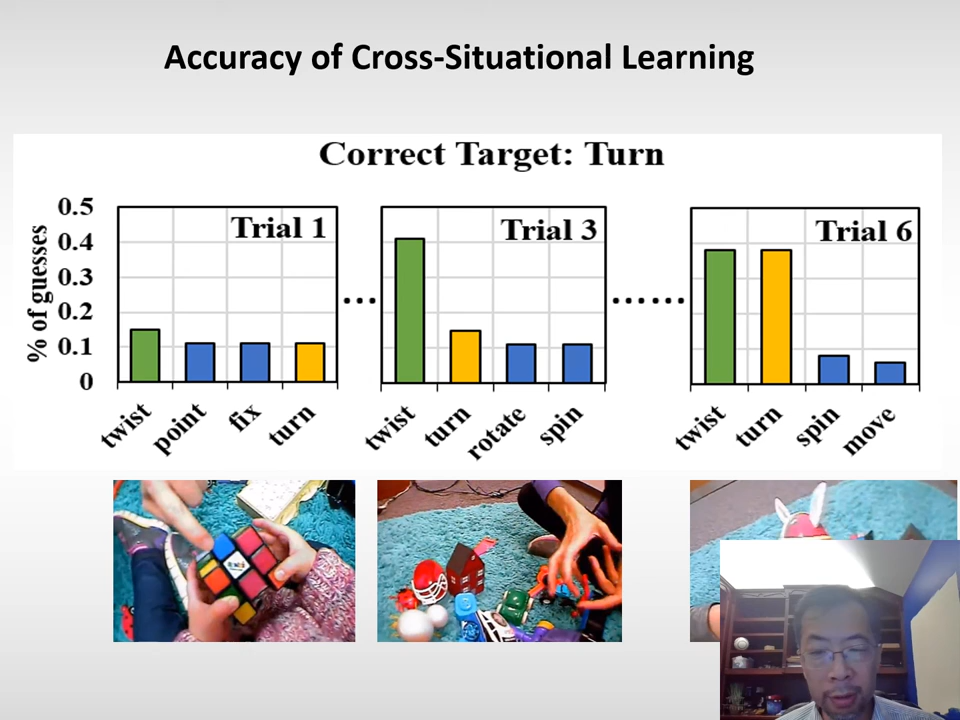 Accuracy of Cross-Situational Learning
Correct Target: Turn
% of guesses
0.5
0.4
0.3
0.2
0.1
0
Trial 1
twist
point
fix
turn
...
Trial 3
twist
turn
rotate
spin
......
Trial 6
twist
turn
spin
move